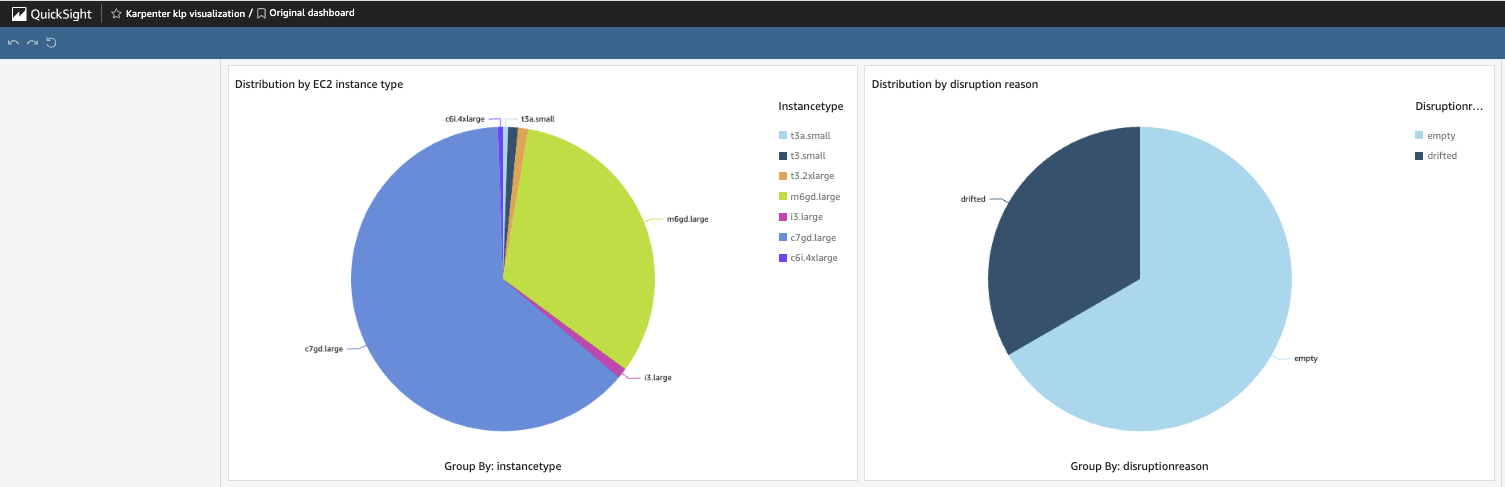 QuickSight
Karpenter klp visualization / Original dashboard
Distribution by EC2 instance type
c6i.4xlarge
t3a.small
m6gd.large
c7gd.large
i3.large
Instancetype
t3a.small
t3.small
t3.2xlarge
m6gd.large
i3.large
c7gd.large
c6i.4xlarge
Group By: instancetype
Distribution by disruption reason
drifted
empty
Disruptionr...
empty
drifted
Group By: disruptionreason